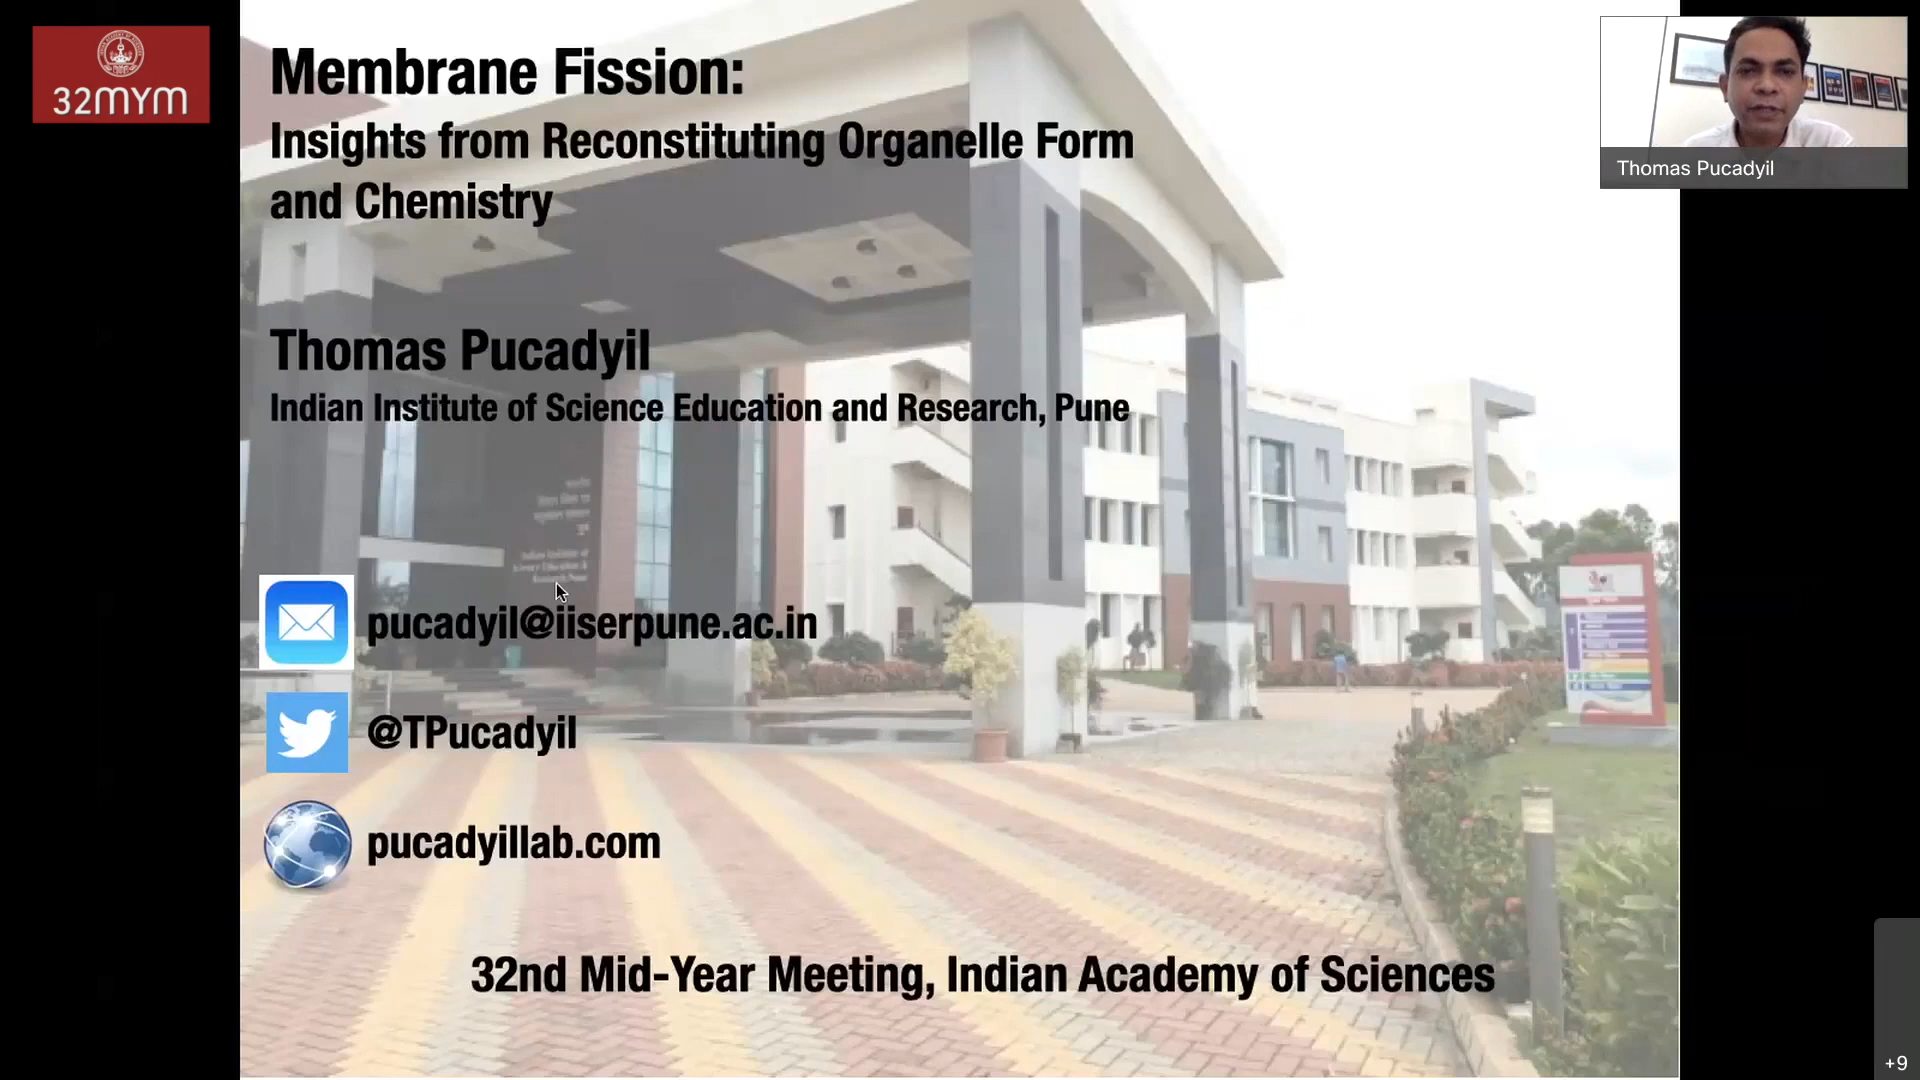 32mym
Membrane Fission:
Insights from Reconstituting Organelle Form
and Chemistry
Thomas Pucadyil
Thomas Pucadyil
Indian Institute of Science Education and Research, Pune
pucadyil@iiserpune.ac.in
@TPucadyil
pucadyillab.com
32nd Mid-Year Meeting, Indian Academy of Sciences
+9